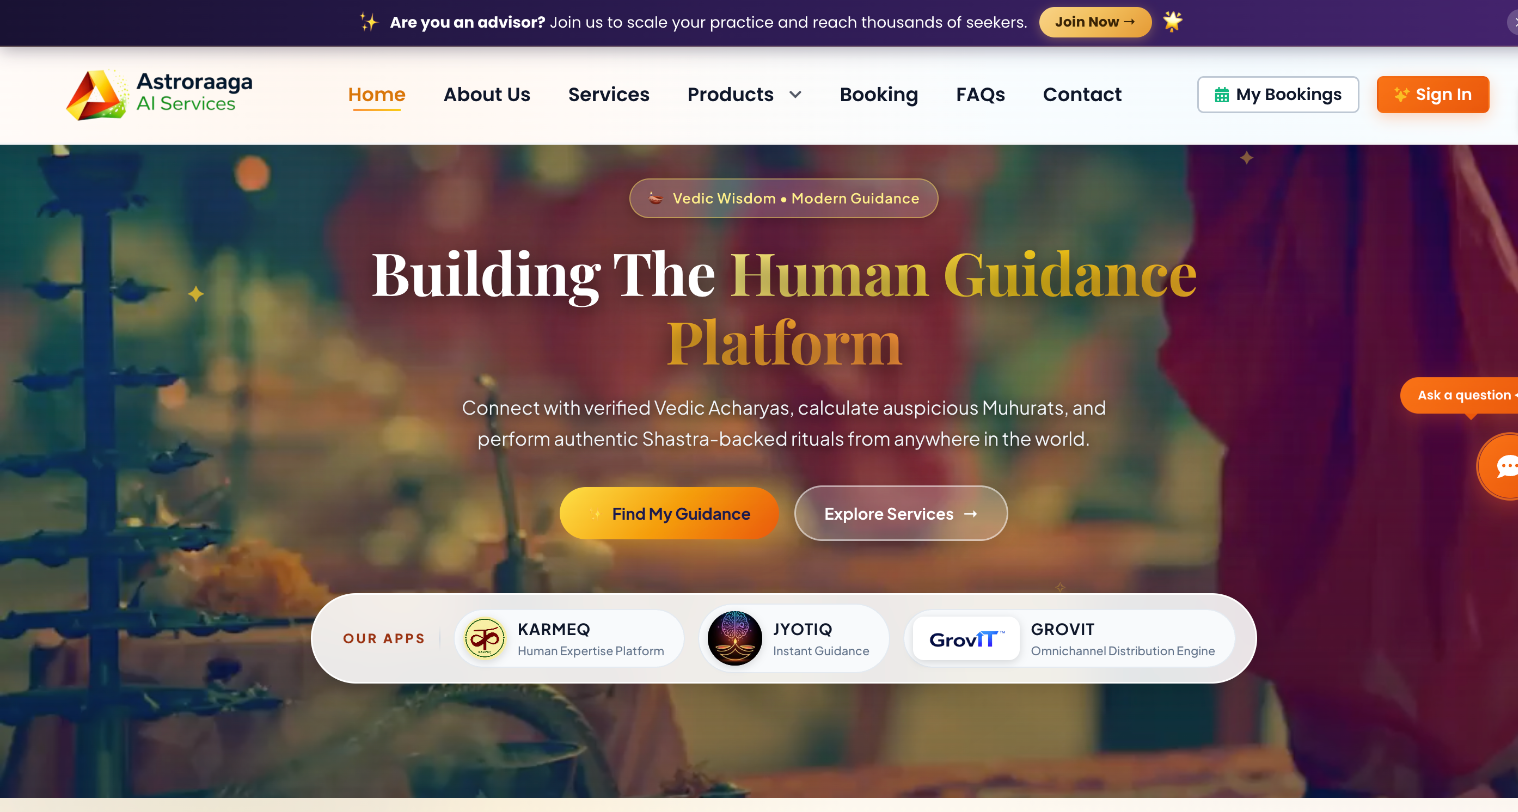 Are you an advisor? Join us to scale your practice and reach thousands of seekers. Join Now →
Astroraaga
AI Services
Home About Us Services Products Booking FAQs Contact My Bookings Sign In
Vedic Wisdom • Modern Guidance
Building The Human Guidance
Platform
Connect with verified Vedic Acharyas, calculate auspicious Muhurats, and
perform authentic Shastra-backed rituals from anywhere in the world.
Ask a question
Find My Guidance Explore Services →
OUR APPS
KARMEQ
Human Expertise Platform
JYOTIQ
Instant Guidance
GrovIT™
GROVIT
Omnichannel Distribution Engine